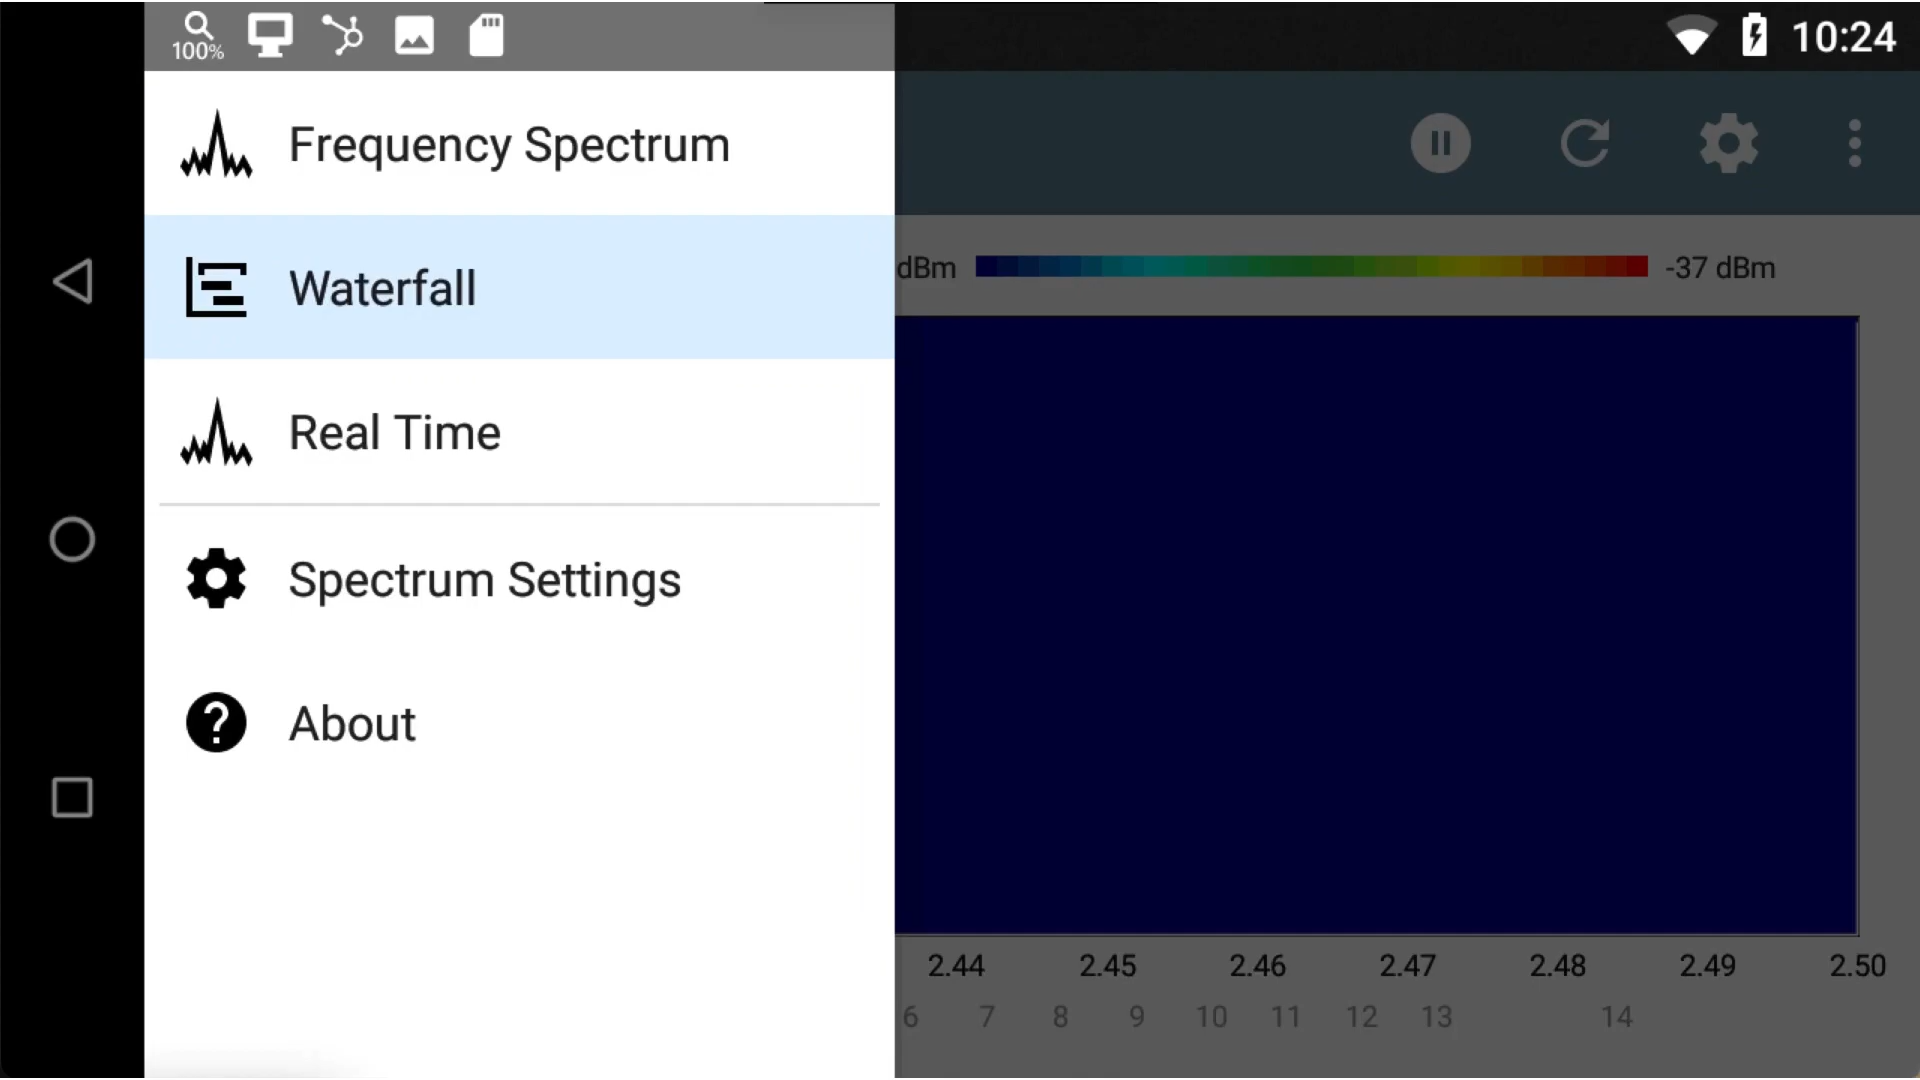 100%
10:24
Frequency Spectrum
Waterfall
dBm
-37 dBm
Real Time
Spectrum Settings
About
2.44 2.45 2.46 2.47 2.48 2.49 2.50
6 7 8 9 10 11 12 13 14